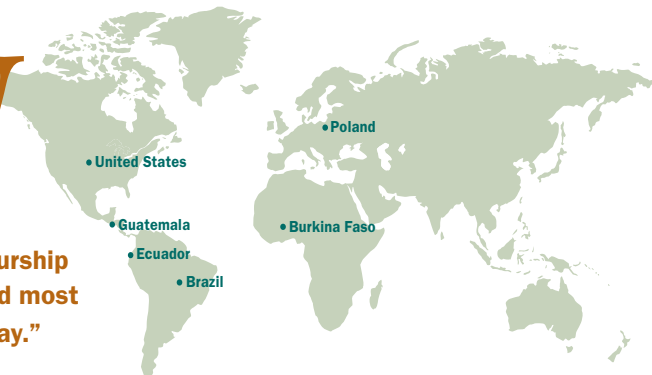 Poland
United States
Guatemala
Burkina Faso
Ecuador
urship
Brazil
d most
ay.”